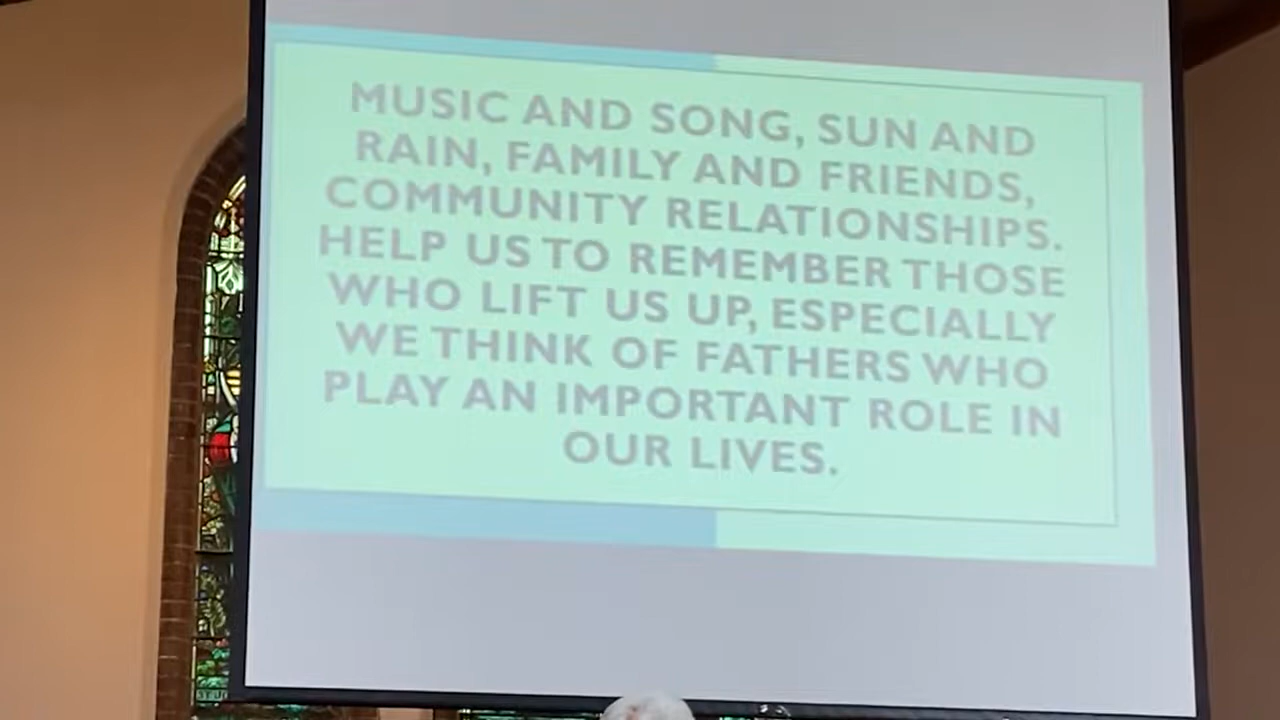 MUSIC AND SONG, SUN AND
RAIN, FAMILY AND FRIENDS,
COMMUNITY RELATIONSHIPS.
HELP US TO REMEMBER THOSE
WHO LIFT US UP, ESPECIALLY
WE THINK OF FATHERS WHO
PLAY AN IMPORTANT ROLE IN
OUR LIVES.